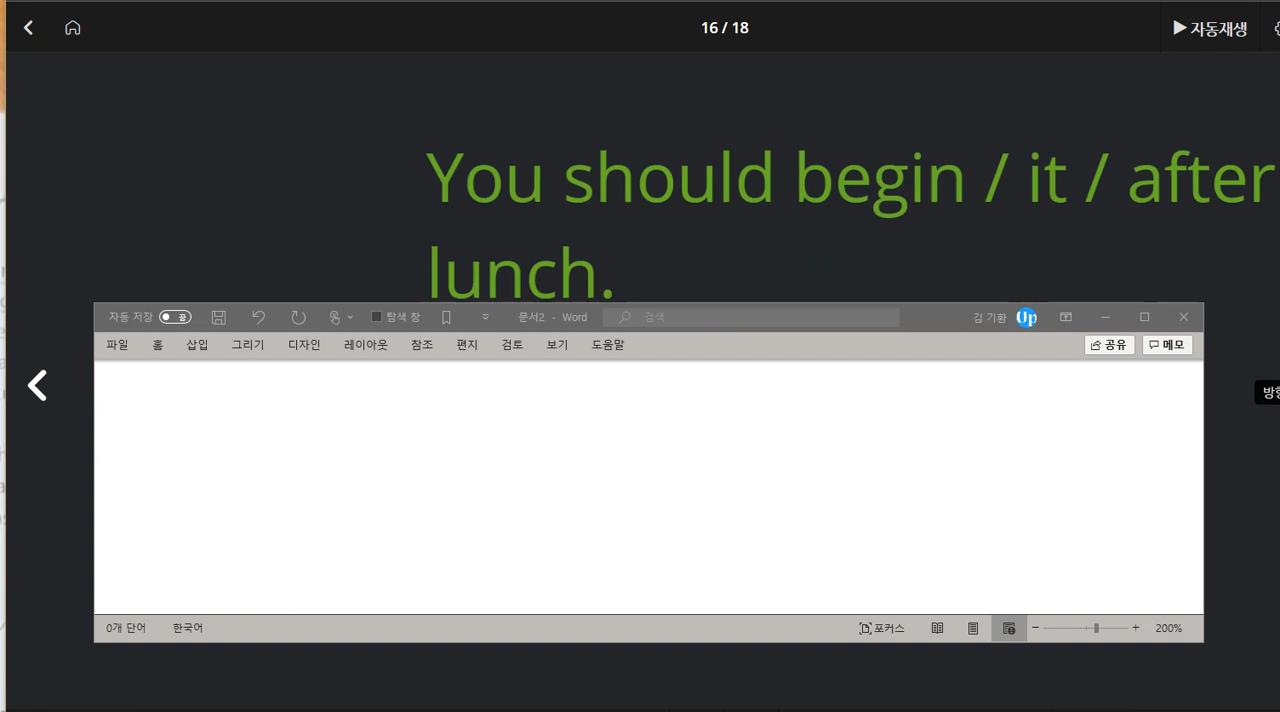 16 / 18
▶ 자동재생
You should begin / it / after
lunch.
자동 저장 끔
탐색 창
문서2 - Word
검색
김 기환
Up
파일 홈 삽입 그리기 디자인 레이아웃 참조 편지 검토 보기 도움말
공유 메모
0개 단어 한국어
포커스
200%